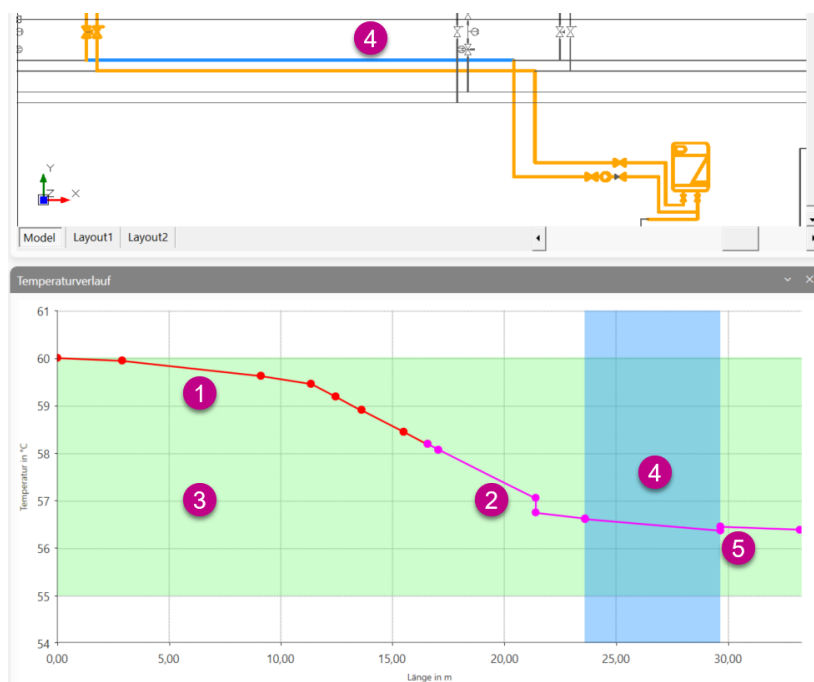 4
Y
Z
X
Model Layout1 Layout2
Temperaturverlauf
61
60
59
58
57
56
55
54
Temperatur in °C
1
2
3
4
5
0,00 5,00 10,00 15,00 20,00 25,00 30,00
Länge in m